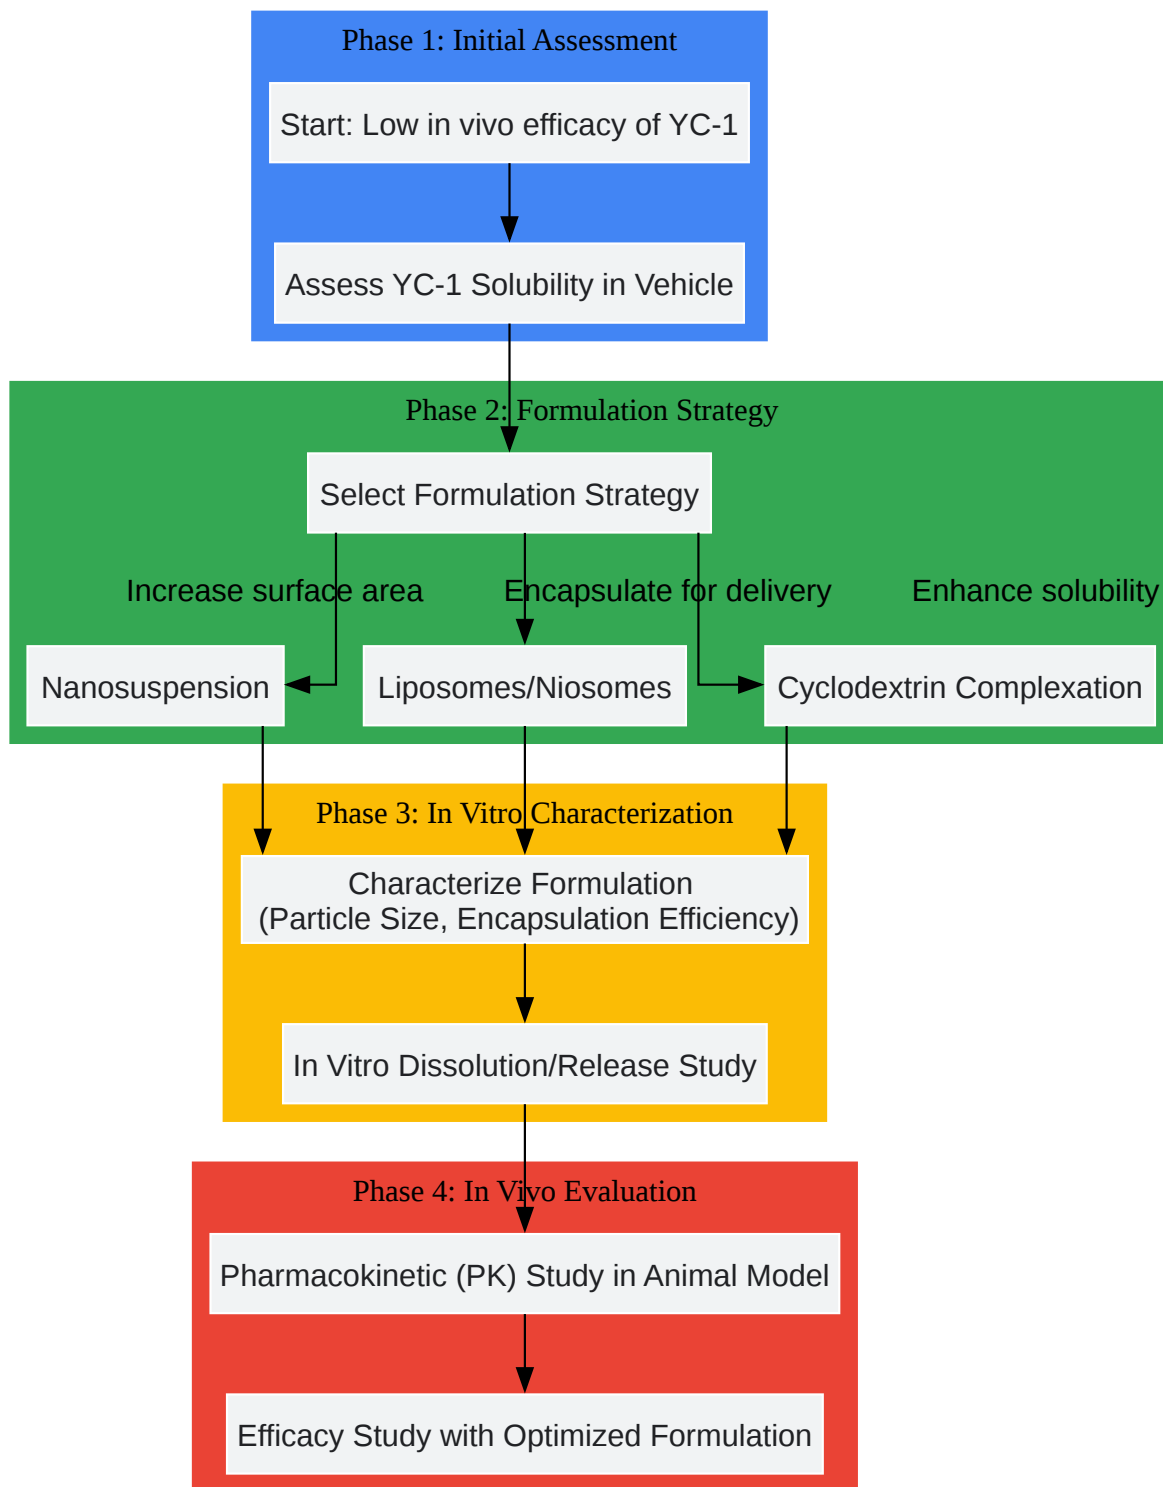 Phase 1: Initial Assessment
Start: Low in vivo efficacy of YC-1
Assess YC-1 Solubility in Vehicle
Phase 2: Formulation Strategy
Select Formulation Strategy
Increase surface area
Encapsulate for delivery
Enhance solubility
Nanosuspension
Liposomes/Niosomes
Cyclodextrin Complexation
Phase 3: In Vitro Characterization
Characterize Formulation
(Particle Size, Encapsulation Efficiency)
In Vitro Dissolution/Release Study
Phase 4: In Vivo Evaluation
Pharmacokinetic (PK) Study in Animal Model
Efficacy Study with Optimized Formulation